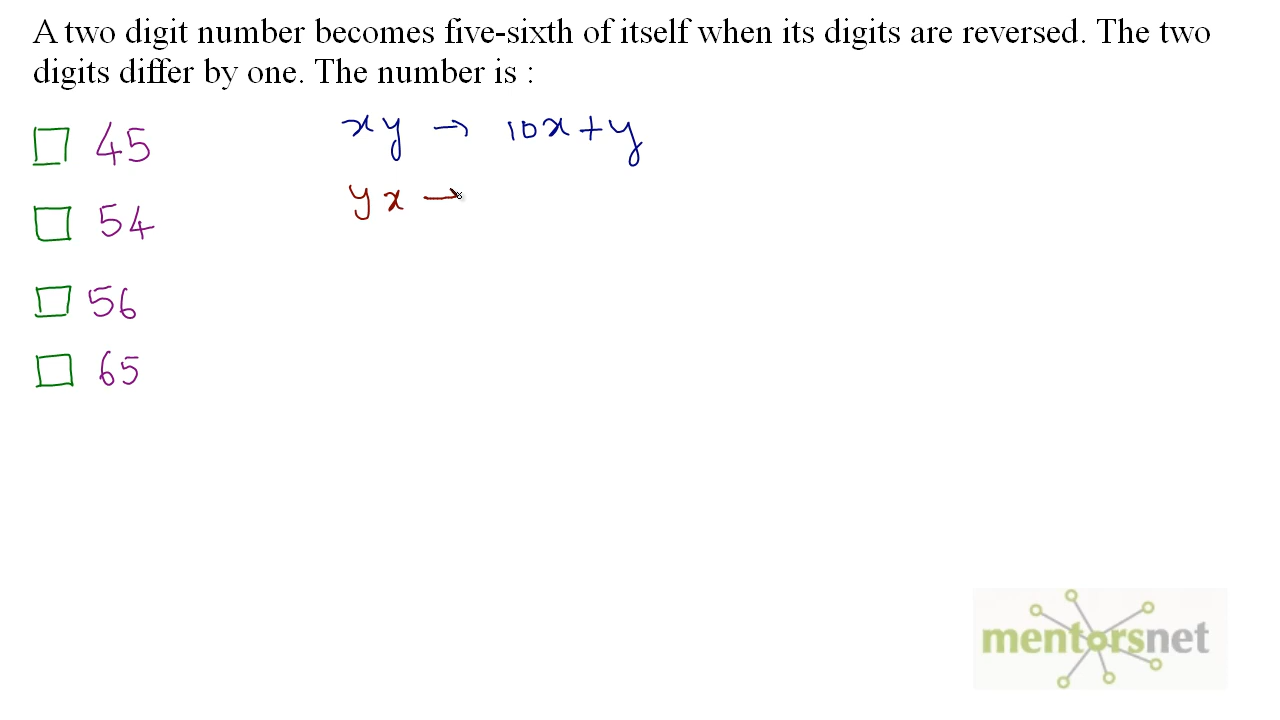 A two digit number becomes five-sixth of itself when its digits are reversed. The two
digits differ by one. The number is :
45
xy → 10x+y
54
yx →
56
65
mentorsnet